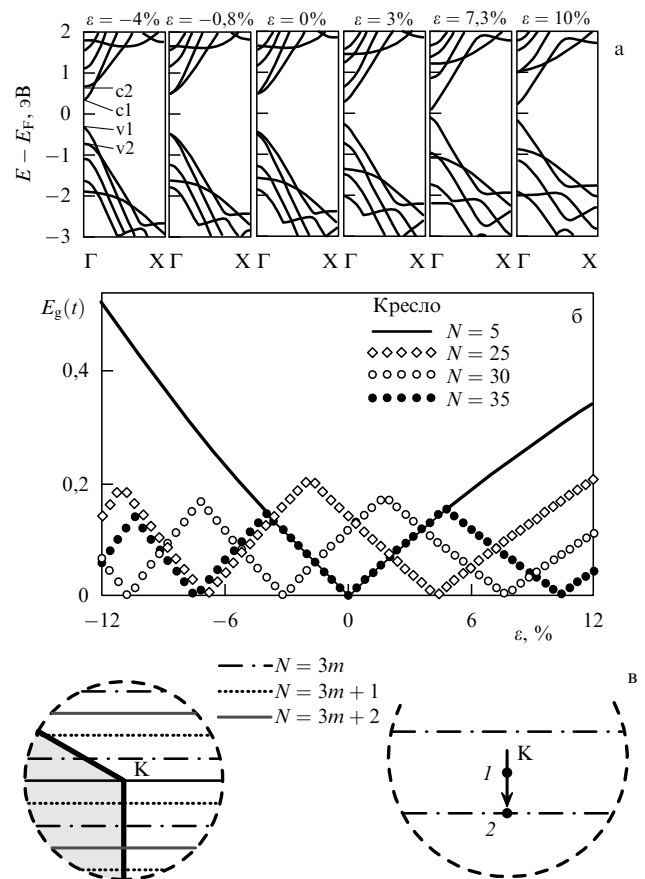 ε = −4% ε = −0,8% ε = 0% ε = 3% ε = 7,3% ε = 10%
а
2
1
0
−1
−2
−3
E − E_F, эВ
c2
c1
v1
v2
Γ X Γ X Γ X Γ X Γ X Γ X
E_g(t)
б
Кресло
N = 5
N = 25
N = 30
N = 35
0,4
0,2
0
−12 −6 0 6 12
ε, %
в
N = 3m
N = 3m + 1
N = 3m + 2
K
K
1
2